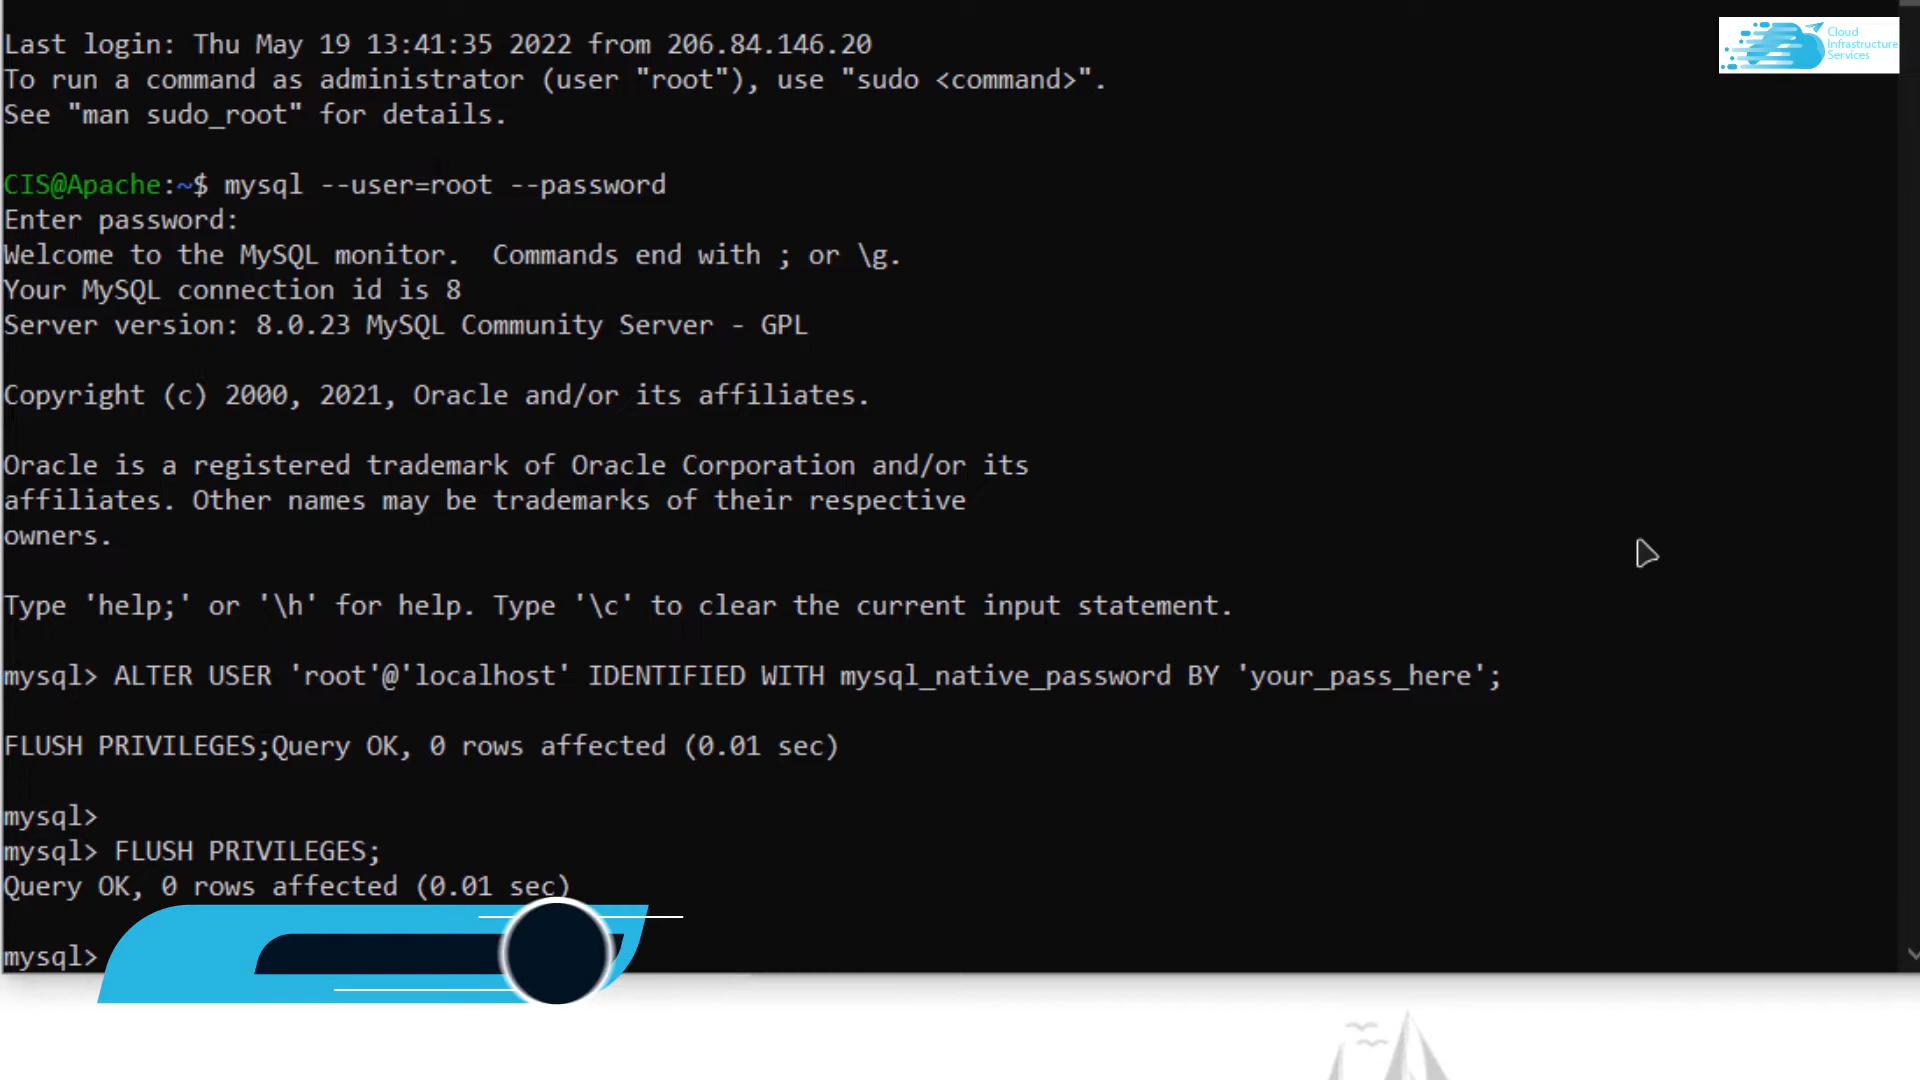 Last login: Thu May 19 13:41:35 2022 from 206.84.146.20
Cloud
Infrastructure
Services
To run a command as administrator (user "root"), use "sudo <command>".
See "man sudo_root" for details.
CIS@Apache:~$ mysql --user=root --password
Enter password:
Welcome to the MySQL monitor.  Commands end with ; or \g.
Your MySQL connection id is 8
Server version: 8.0.23 MySQL Community Server - GPL
Copyright (c) 2000, 2021, Oracle and/or its affiliates.
Oracle is a registered trademark of Oracle Corporation and/or its
affiliates. Other names may be trademarks of their respective
owners.
Type 'help;' or '\h' for help. Type '\c' to clear the current input statement.
mysql> ALTER USER 'root'@'localhost' IDENTIFIED WITH mysql_native_password BY 'your_pass_here';
FLUSH PRIVILEGES;Query OK, 0 rows affected (0.01 sec)
mysql>
mysql> FLUSH PRIVILEGES;
Query OK, 0 rows affected (0.01 sec)
mysql>